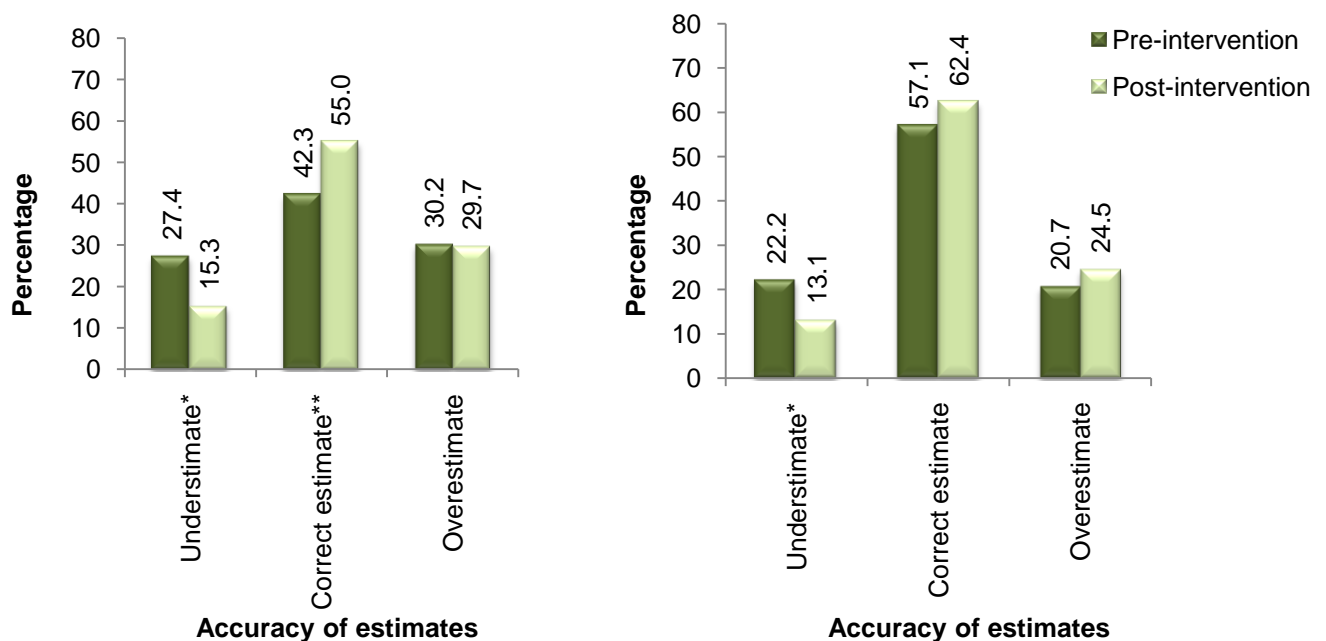 80
70
60
50
40
30
20
10
0
Percentage
27.4
15.3
42.3
55.0
30.2
29.7
Understimate*
Correct estimate**
Overestimate
Accuracy of estimates
80
70
60
50
40
30
20
10
0
Percentage
22.2
13.1
57.1
62.4
20.7
24.5
Understimate*
Correct estimate
Overestimate
Accuracy of estimates
Pre-intervention
Post-intervention